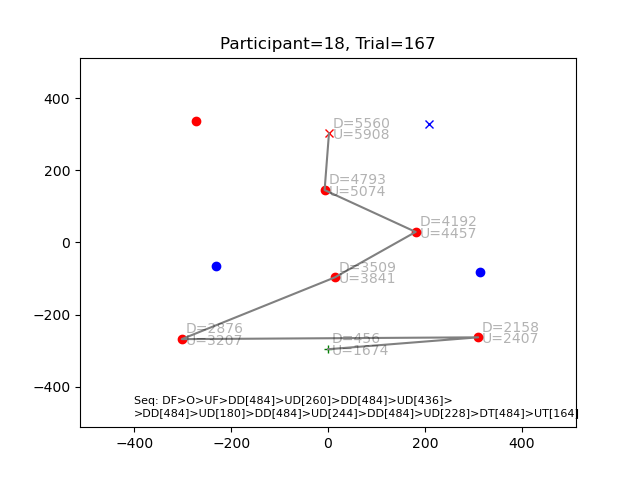 Participant=18, Trial=167
400
200
0
−200
−400
D=5560
U=5908
D=4793
U=5074
D=4192
U=4457
D=3509
U=3841
D=2876
U=3207
D=456
U=1674
D=2158
U=2407
Seq: DF>O>UF>DD[484]>UD[260]>DD[484]>UD[436]>
>DD[484]>UD[180]>DD[484]>UD[244]>DD[484]>UD[228]>DT[484]>UT[164]
−400 −200 0 200 400